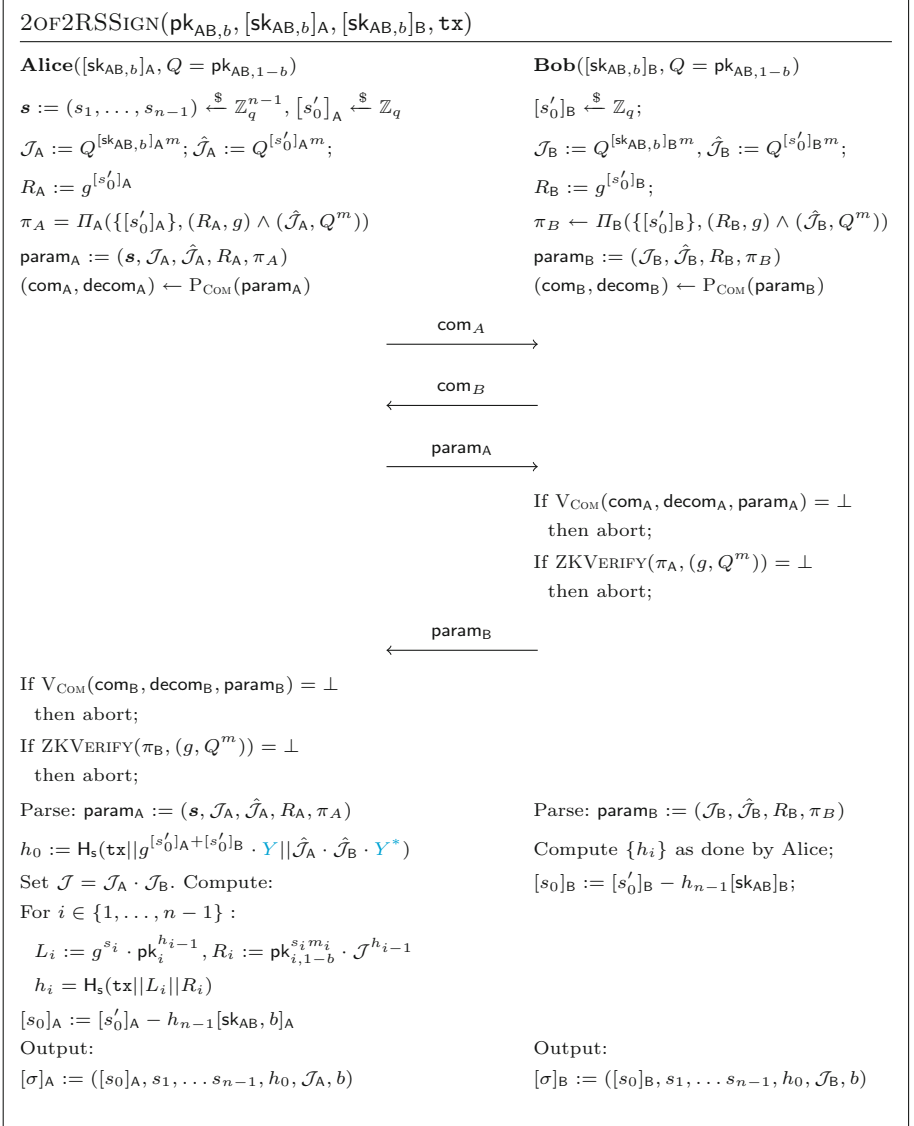 2OF2RSSIGN(pk_{AB,b}, [sk_{AB,b}]_A, [sk_{AB,b}]_B, tx)
Alice([sk_{AB,b}]_A, Q = pk_{AB,1−b})
Bob([sk_{AB,b}]_B, Q = pk_{AB,1−b})
s := (s_1, . . . , s_{n−1}) ←$ ℤ_q^{n−1}, [s′_0]_A ←$ ℤ_q
[s′_0]_B ←$ ℤ_q;
𝒥_A := Q^{[sk_{AB,b}]_A m}; 𝒥̂_A := Q^{[s′_0]_A m};
𝒥_B := Q^{[sk_{AB,b}]_B m}, 𝒥̂_B := Q^{[s′_0]_B m};
R_A := g^{[s′_0]_A}
R_B := g^{[s′_0]_B};
π_A = Π_A({[s′_0]_A}, (R_A, g) ∧ (𝒥̂_A, Q^m))
π_B ← Π_B({[s′_0]_B}, (R_B, g) ∧ (𝒥̂_B, Q^m))
param_A := (s, 𝒥_A, 𝒥̂_A, R_A, π_A)
param_B := (𝒥_B, 𝒥̂_B, R_B, π_B)
(com_A, decom_A) ← P_COM(param_A)
(com_B, decom_B) ← P_COM(param_B)
com_A
com_B
param_A
If V_COM(com_A, decom_A, param_A) = ⊥
then abort;
If ZKVERIFY(π_A, (g, Q^m)) = ⊥
then abort;
param_B
If V_COM(com_B, decom_B, param_B) = ⊥
then abort;
If ZKVERIFY(π_B, (g, Q^m)) = ⊥
then abort;
Parse: param_A := (s, 𝒥_A, 𝒥̂_A, R_A, π_A)
Parse: param_B := (𝒥_B, 𝒥̂_B, R_B, π_B)
h_0 := H_s(tx||g^{[s′_0]_A+[s′_0]_B} · Y||𝒥̂_A · 𝒥̂_B · Y^*)
Compute {h_i} as done by Alice;
Set 𝒥 = 𝒥_A · 𝒥_B. Compute:
[s_0]_B := [s′_0]_B − h_{n−1}[sk_{AB}]_B;
For i ∈ {1, . . . , n − 1} :
L_i := g^{s_i} · pk_i^{h_{i−1}}, R_i := pk_{i,1−b}^{s_i m_i} · 𝒥^{h_{i−1}}
h_i = H_s(tx||L_i||R_i)
[s_0]_A := [s′_0]_A − h_{n−1}[sk_{AB}, b]_A
Output:
Output:
[σ]_A := ([s_0]_A, s_1, . . . s_{n−1}, h_0, 𝒥_A, b)
[σ]_B := ([s_0]_B, s_1, . . . s_{n−1}, h_0, 𝒥_B, b)